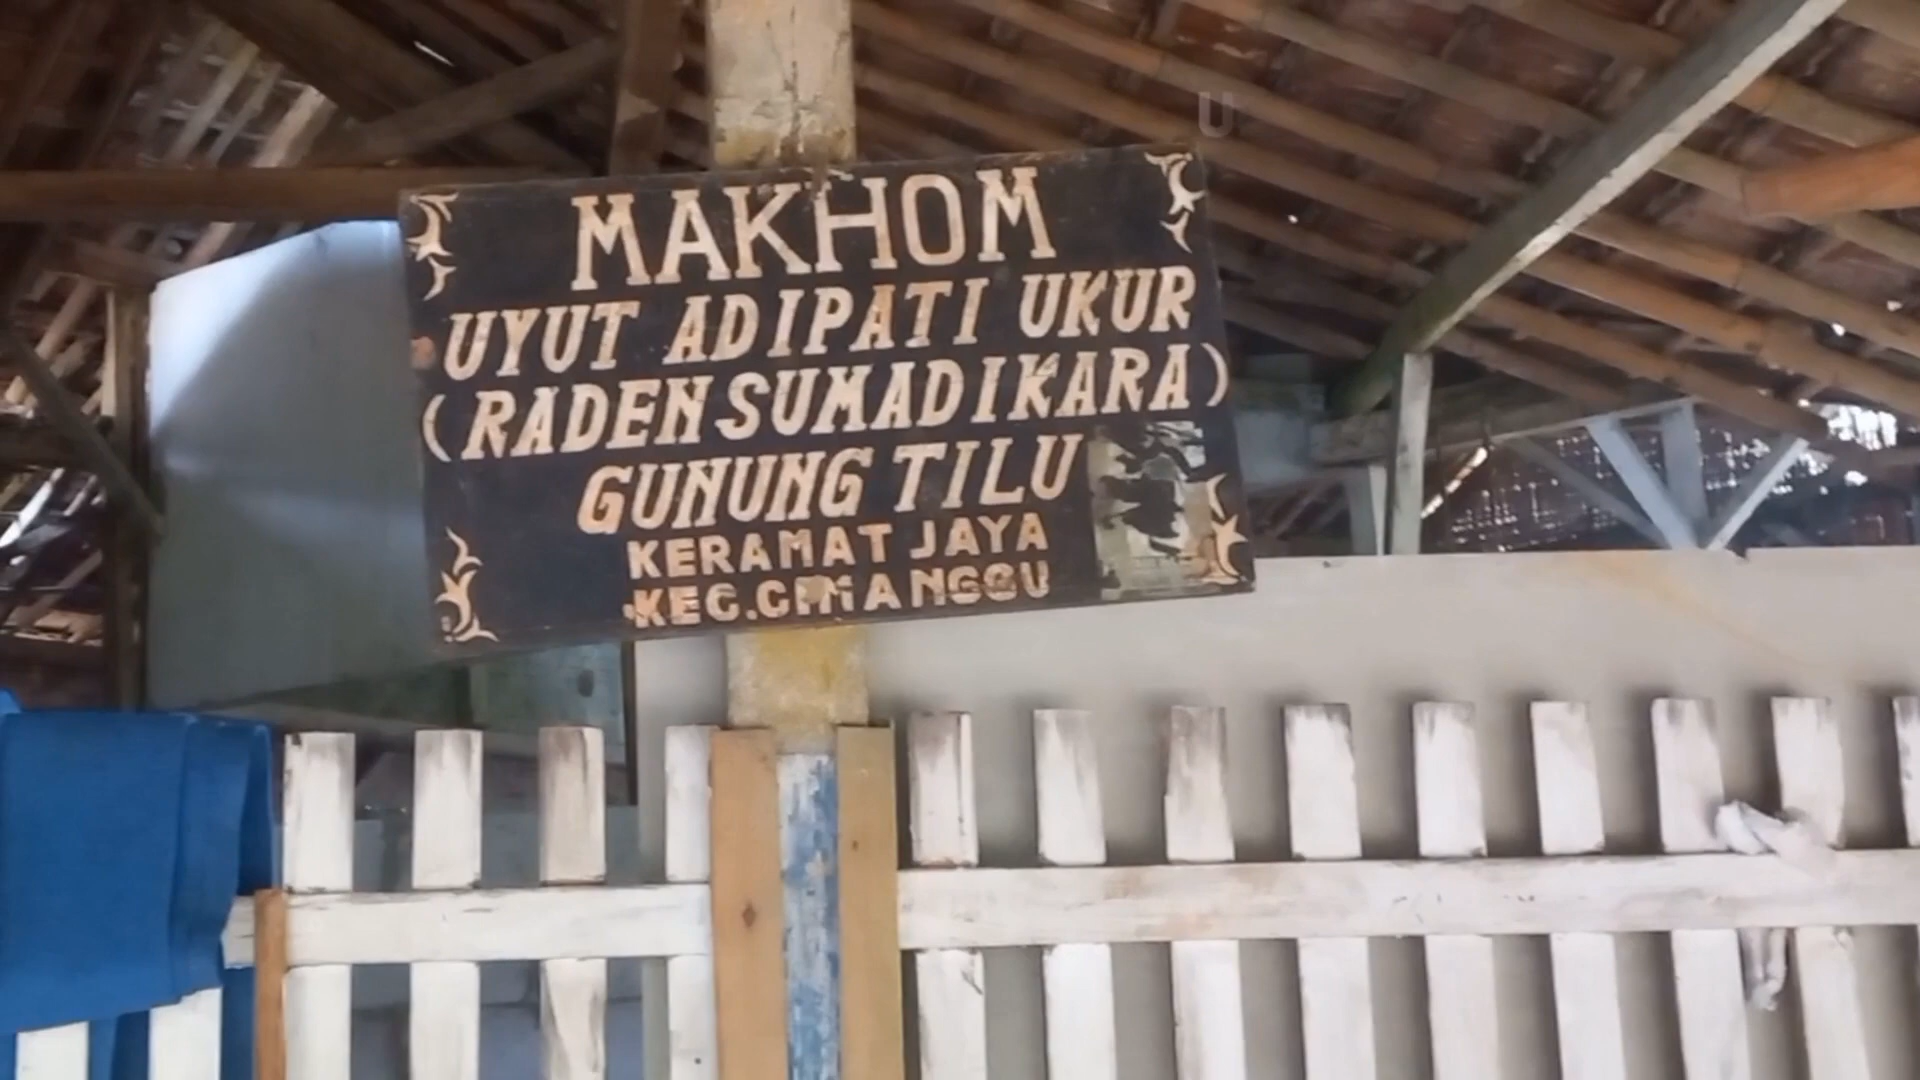 MAKHOM
UYUT ADIPATI UKUR
(RADEN SUMADIKARA)
GUNUNG TILU
KERAMAT JAYA
KEC. CIMANGGU